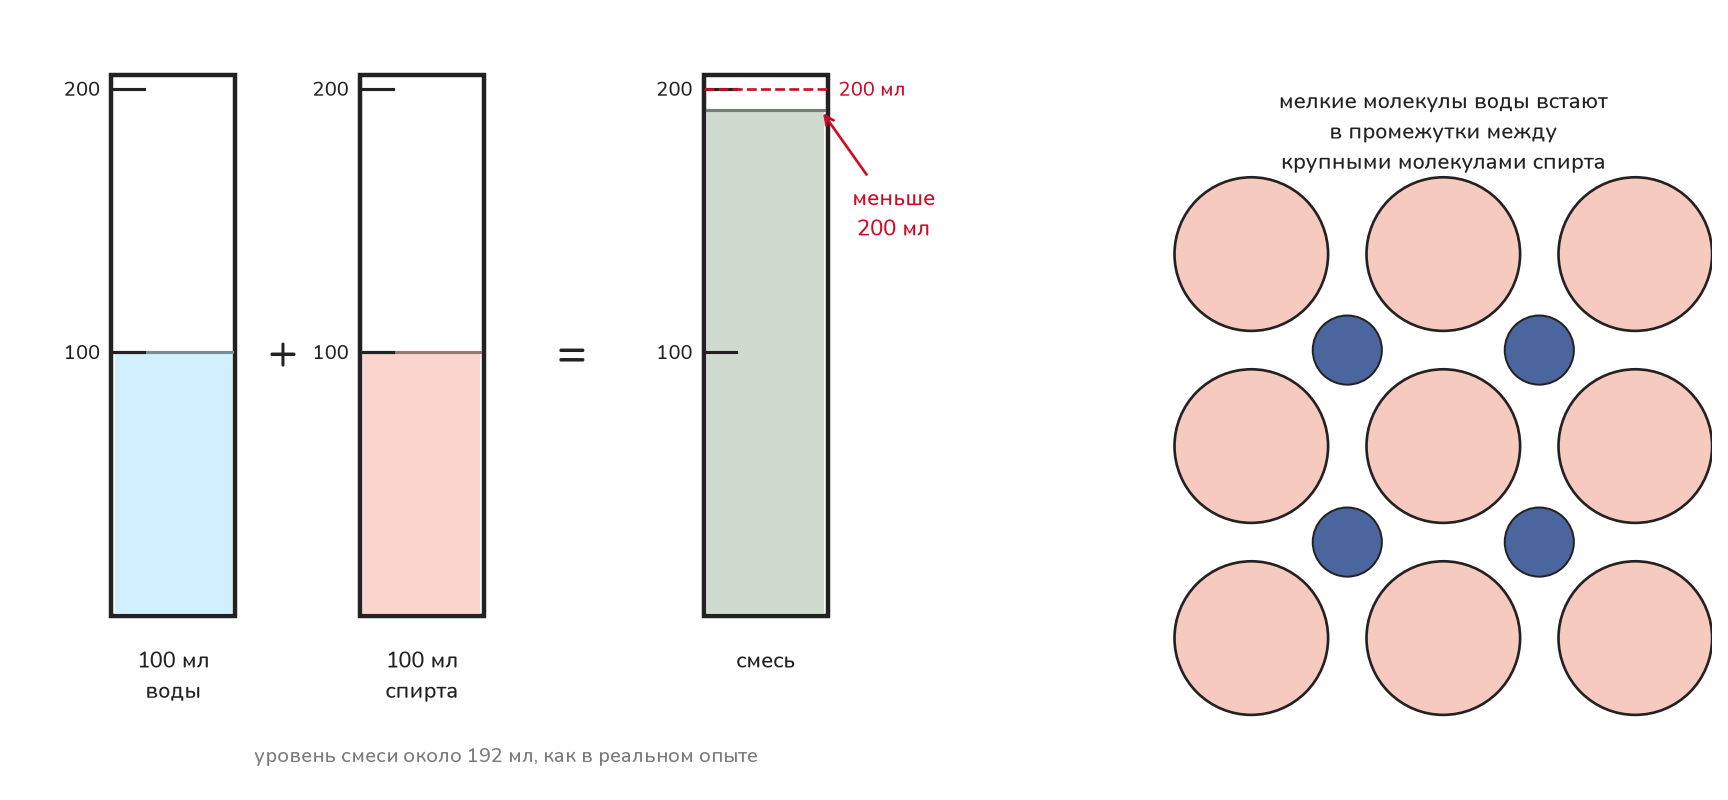 200
100
100 мл
воды
+
200
100
100 мл
спирта
=
200
100
200 мл
меньше
200 мл
смесь
уровень смеси около 192 мл, как в реальном опыте
мелкие молекулы воды встают
в промежутки между
крупными молекулами спирта